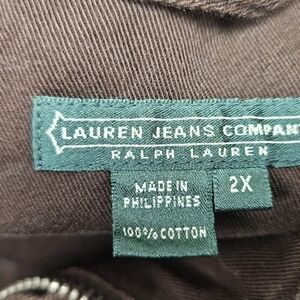 LAUREN JEANS COMPAN
RALPH LAUREN
MADE IN
PHILIPPINES
100% COTTON
2X